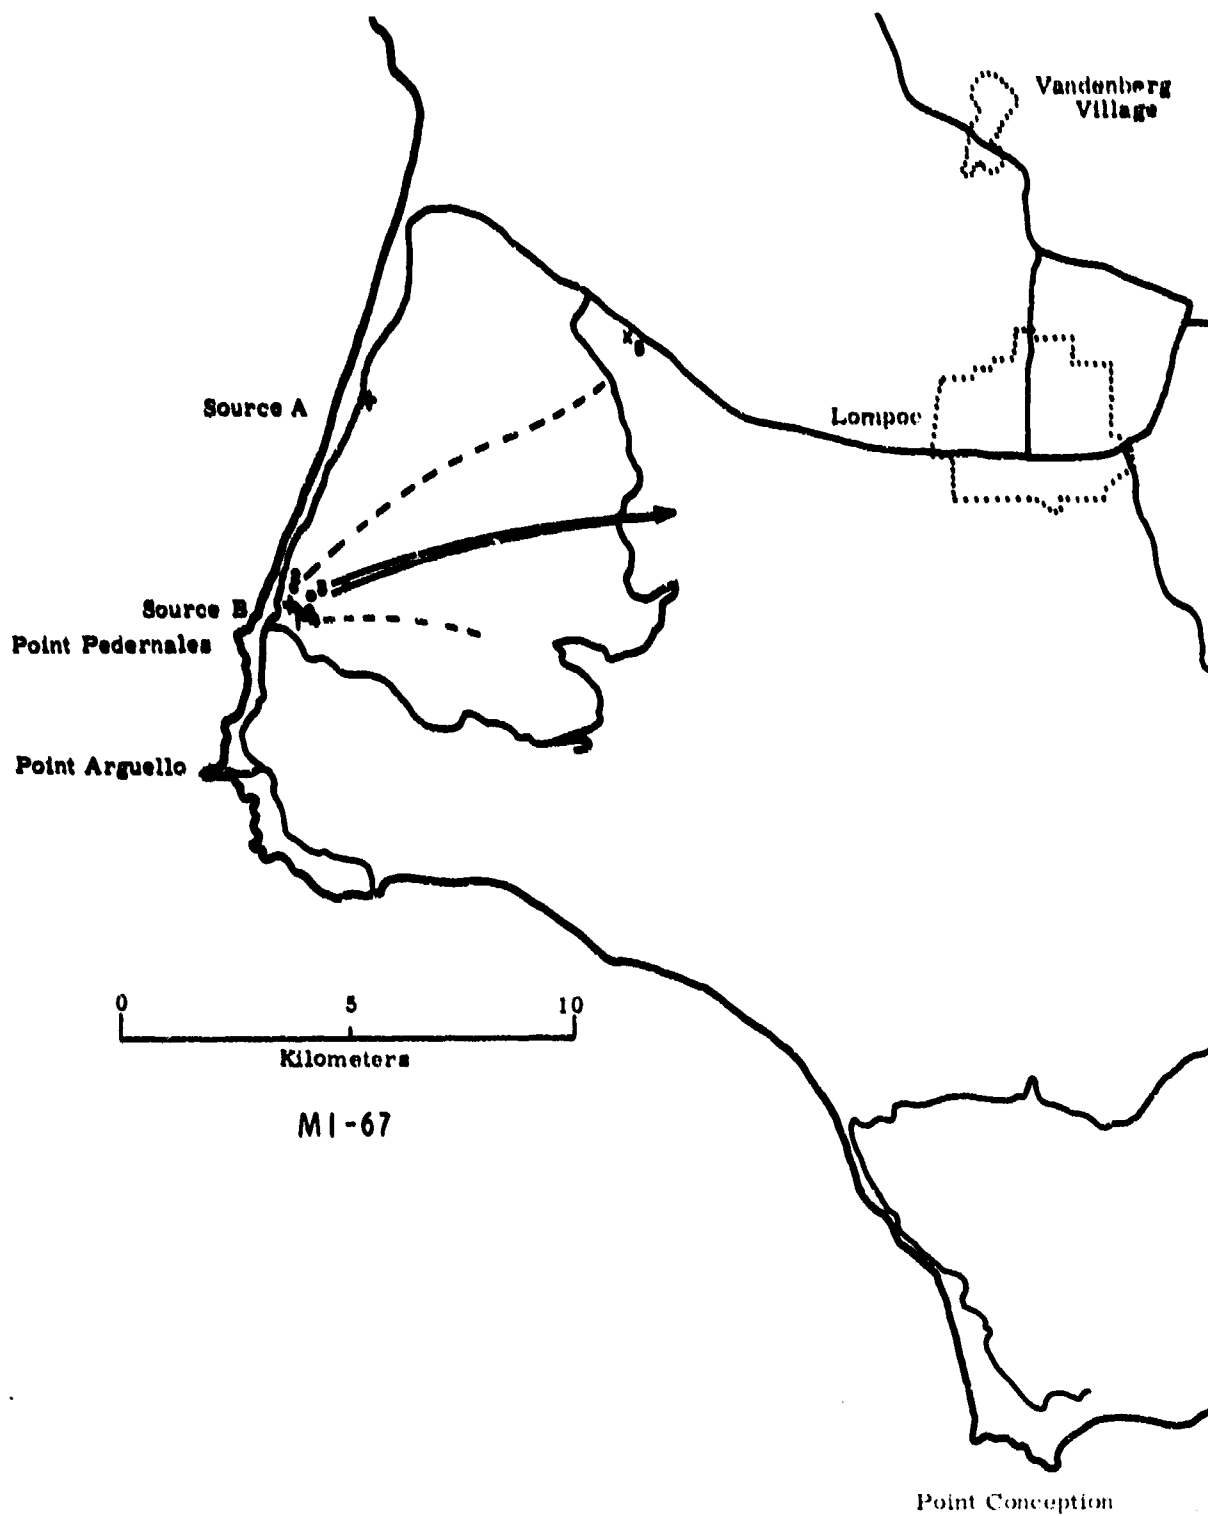 Vandenberg
Village
Source A
Lompoc
Source B
Point Pedernales
Point Arguello
0 5 10
Kilometers
MI-67
Point Conception